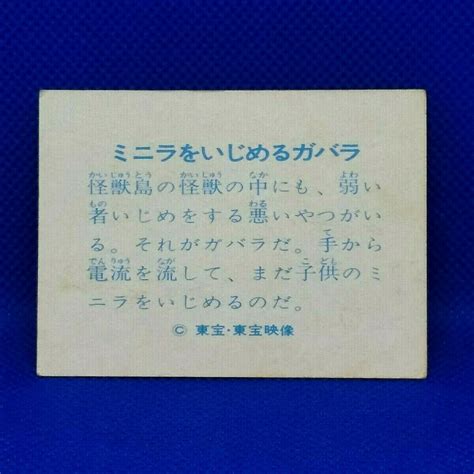 ミニラをいじめるガバラ
怪獣島の怪獣の中にも、弱い
者いじめをする悪いやつがい
る。それがガバラだ。手から
電流を流して、まだ子供のミ
ニラをいじめるのだ。
© 東宝・東宝映像